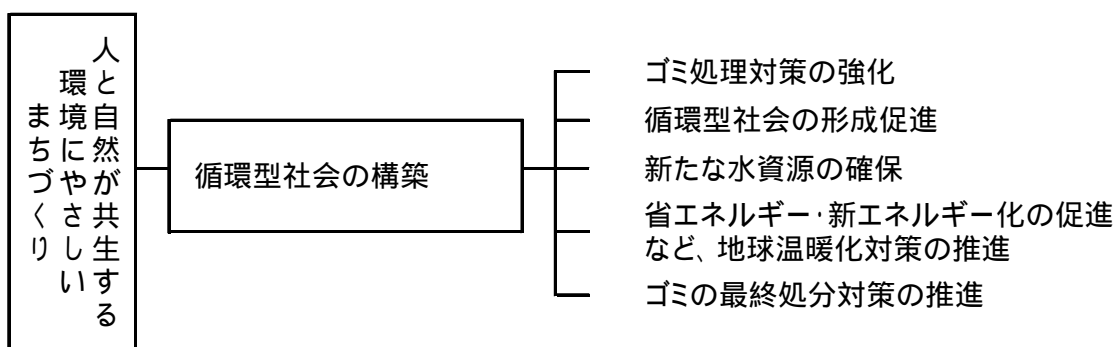 人と自然が共生する
環境にやさしい
まちづくり
循環型社会の構築
ゴミ処理対策の強化
循環型社会の形成促進
新たな水資源の確保
省エネルギー・新エネルギー化の促進
など、地球温暖化対策の推進
ゴミの最終処分対策の推進